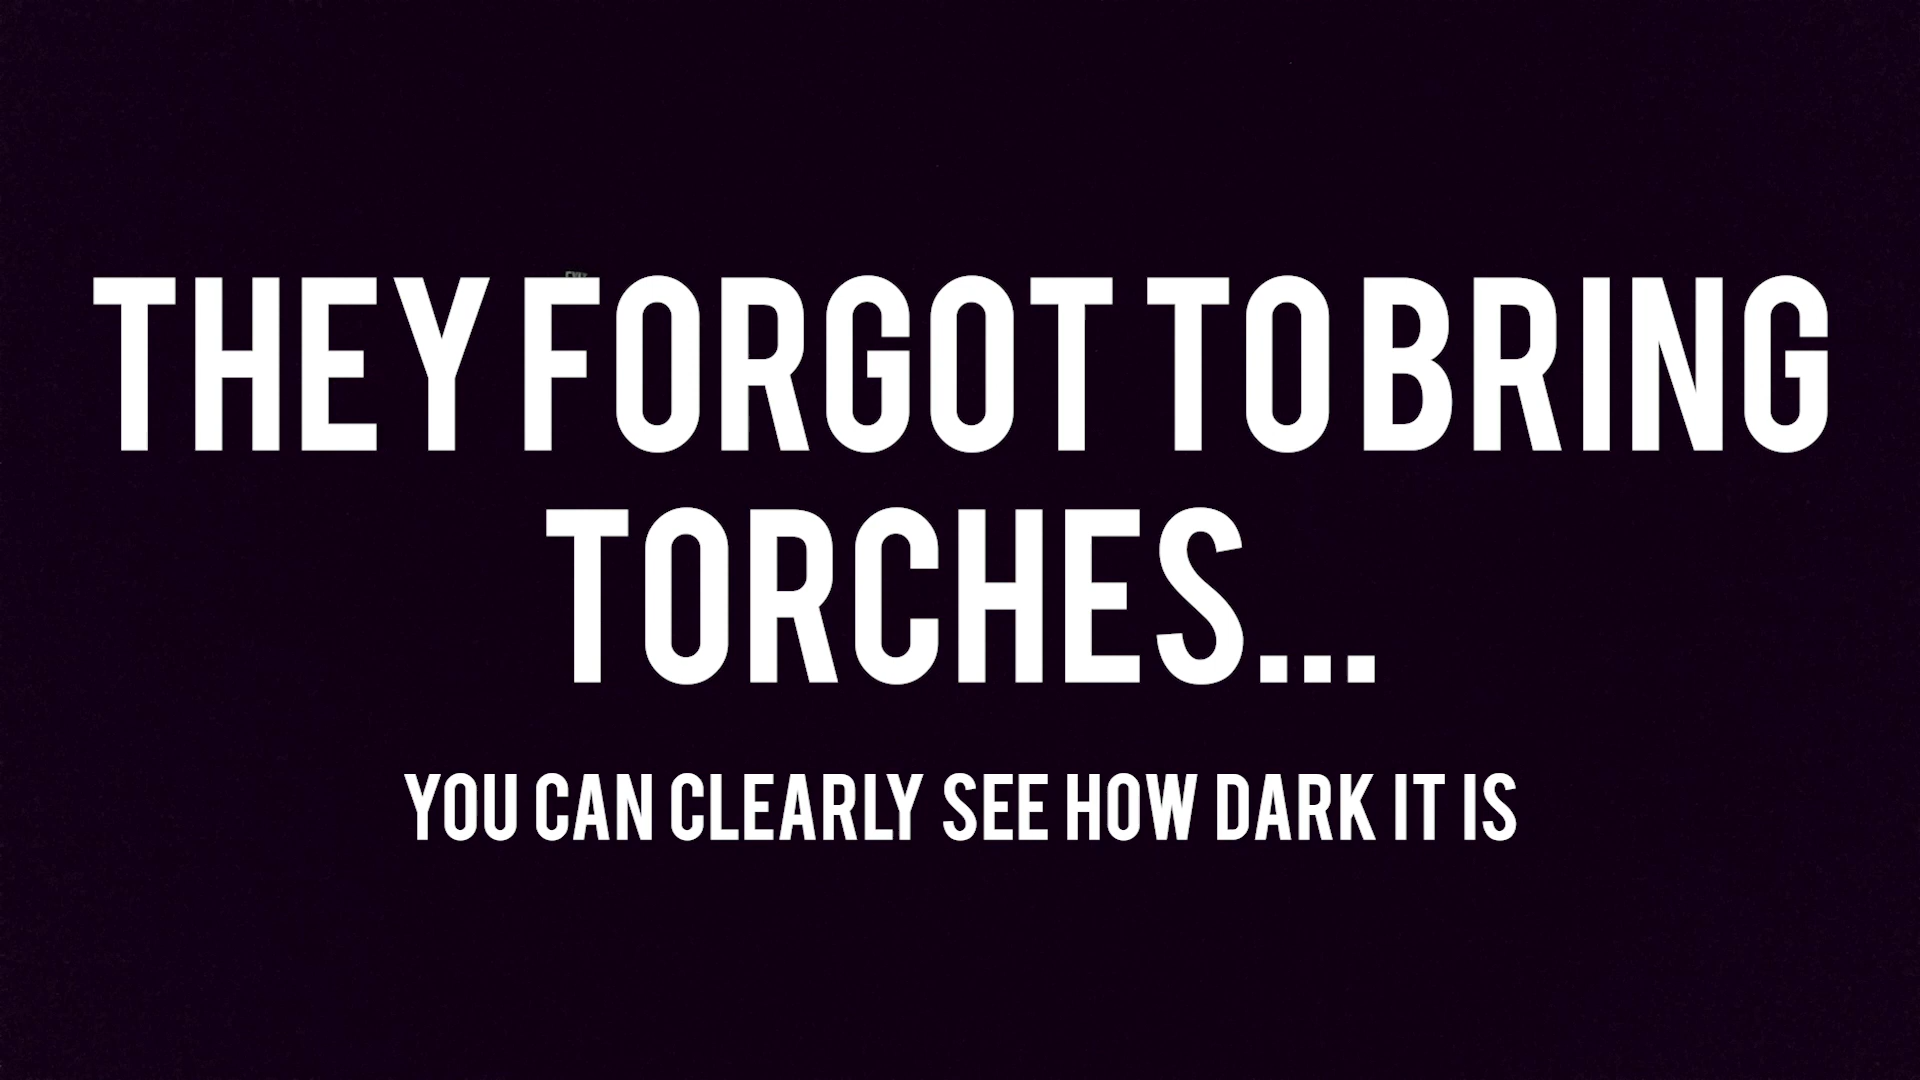 THEY FORGOT TO BRING
TORCHES...
YOU CAN CLEARLY SEE HOW DARK IT IS